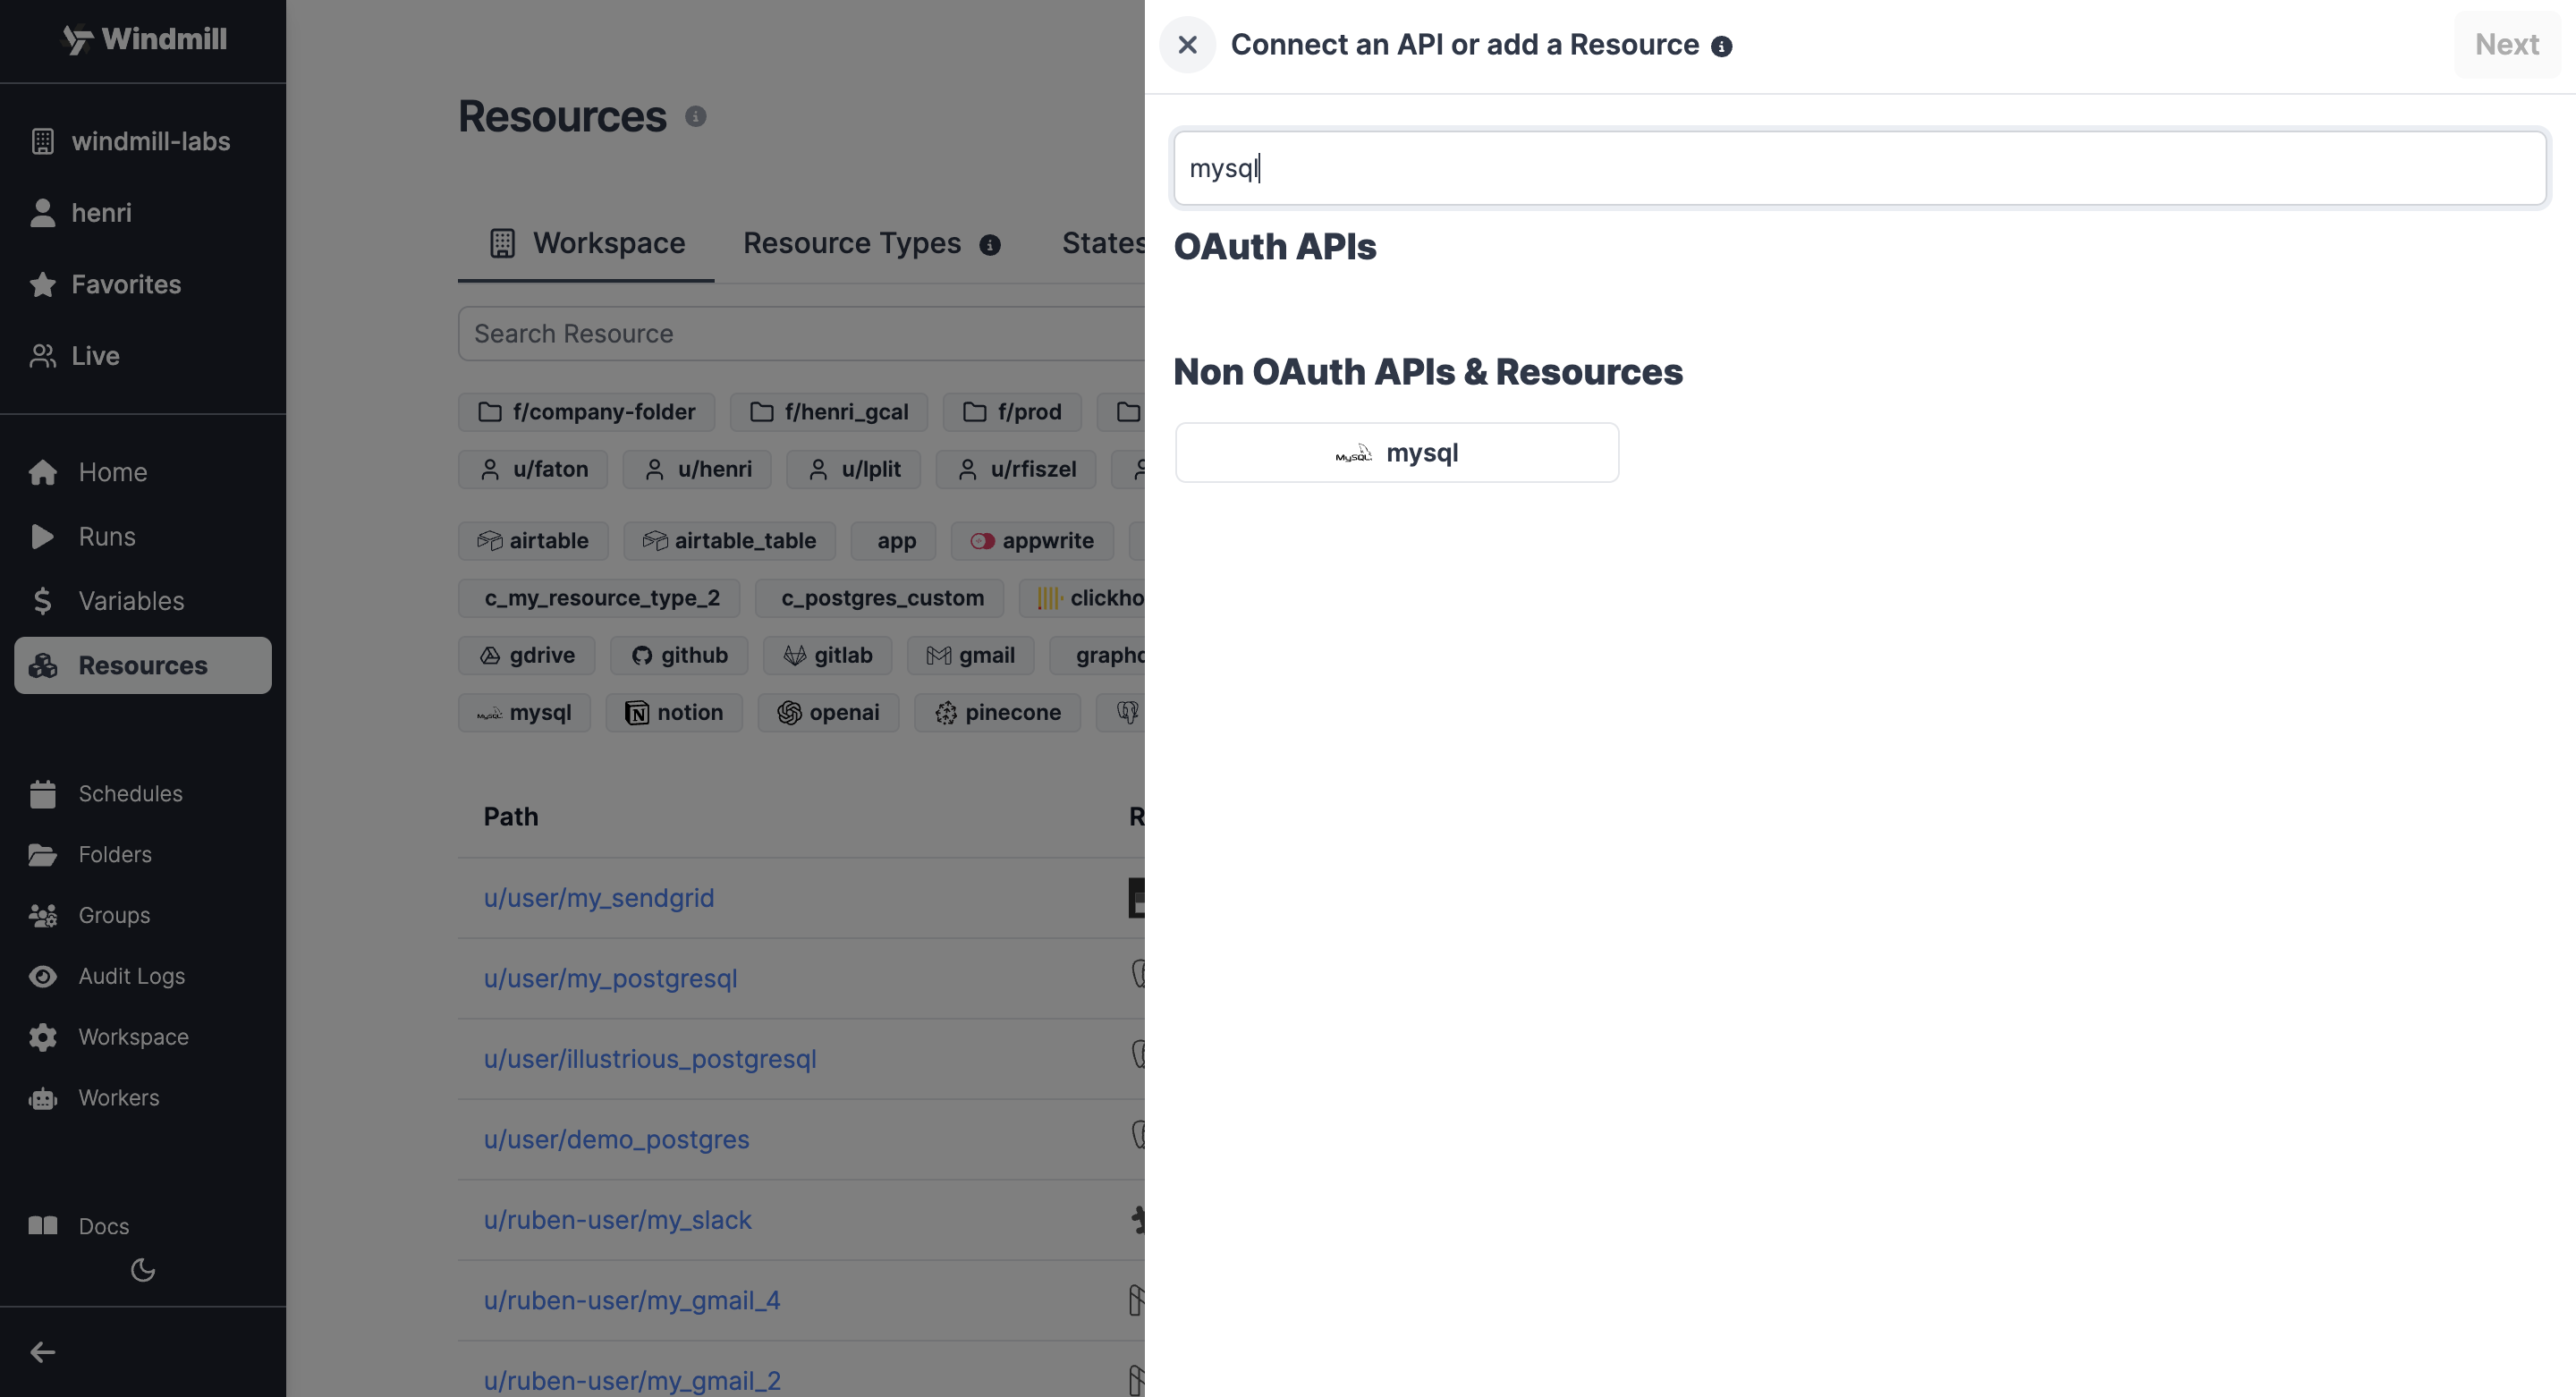 Windmill
windmill-labs
henri
Favorites
Live
Home
Runs
Variables
Resources
Schedules
Folders
Groups
Audit Logs
Workspace
Workers
Docs
Resources
Workspace Resource Types States
Search Resource
f/company-folder f/henri_gcal f/prod
u/faton u/henri u/lplit u/rfiszel
airtable airtable_table app appwrite
c_my_resource_type_2 c_postgres_custom clickho
gdrive github gitlab gmail graphq
MySQL mysql notion openai pinecone
Path R
u/user/my_sendgrid
u/user/my_postgresql
u/user/illustrious_postgresql
u/user/demo_postgres
u/ruben-user/my_slack
u/ruben-user/my_gmail_4
u/ruben-user/my_gmail_2
Connect an API or add a Resource Next
mysql
OAuth APIs
Non OAuth APIs & Resources
MySQL mysql